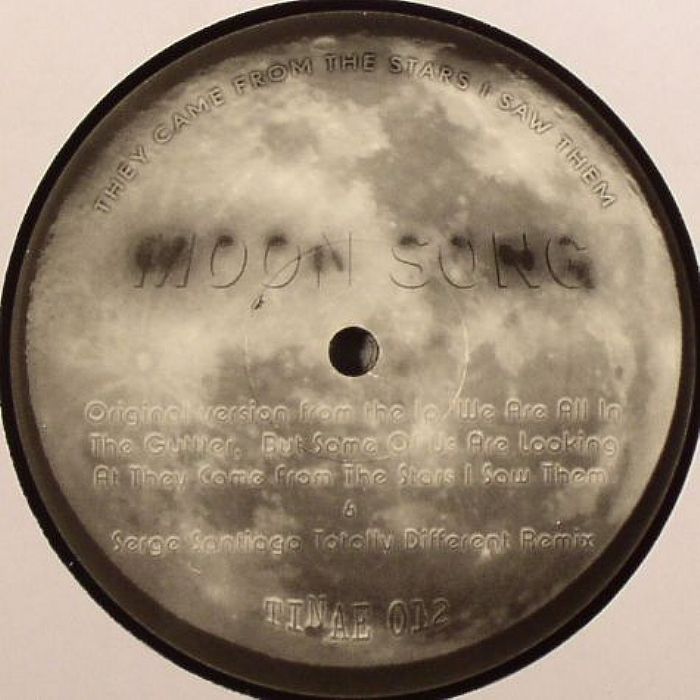 THEY CAME FROM THE STARS I SAW THEM
MOON SONG
Original version from the lp 'We Are All In
The Gutter, But Some Of Us Are Looking
At They Came From The Stars I Saw Them
&
Serge Santiago Totally Different Remix
TINAE 012